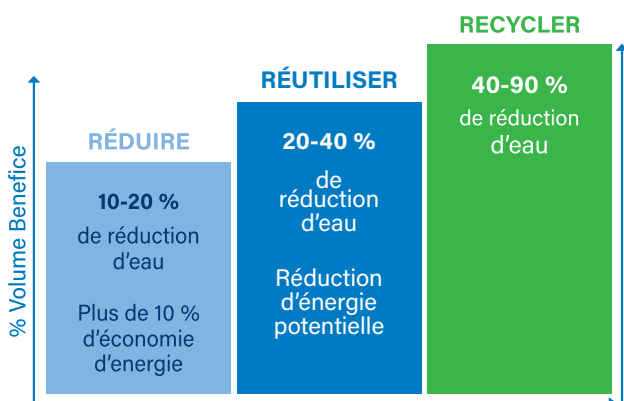 % Volume Benefice
RÉDUIRE
10-20 %
de réduction
d'eau
Plus de 10 %
d'économie
d'energie
RÉUTILISER
20-40 %
de
réduction
d'eau
Réduction
d'énergie
potentielle
RECYCLER
40-90 %
de réduction
d'eau